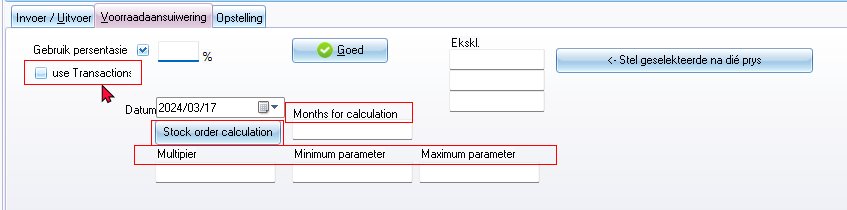 Invoer / Uitvoer
Voorraadaansuiwering
Opstelling
Gebruik persentasie
%
Goed
Ekskl.
<- Stel geselekteerde na dié prys
use Transactions
Datum
2024/03/17
Months for calculation
Stock order calculation
Multipier
Minimum parameter
Maximum parameter